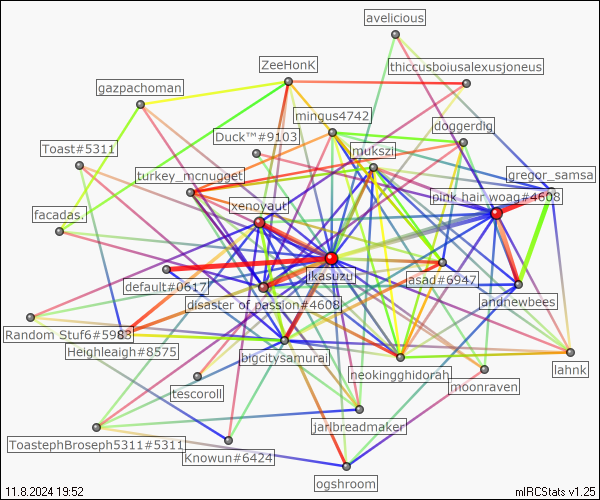 avelicious
ZeeHonK
thiccusboiusalexusjoneus
gazpachoman
mingus4742
doggerdig
Duck™#9103
Toast#5311
mukszi
turkey_mcnugget
gregor_samsa
pink hair woag#4608
xenoyaut
facadas.
jkasuzu
default#0617
asad#6947
disaster of passion#4608
andnewbees
Random Stuf6#5983
Heighleaigh#8575
bigcitysamurai
neokingghidorah
lahnk
moonraven
tescoroll
jarlbreadmaker
ToastephBroseph5311#5311
Knowun#6424
ogshroom
11.8.2024 19:52
mIRCStats v1.25